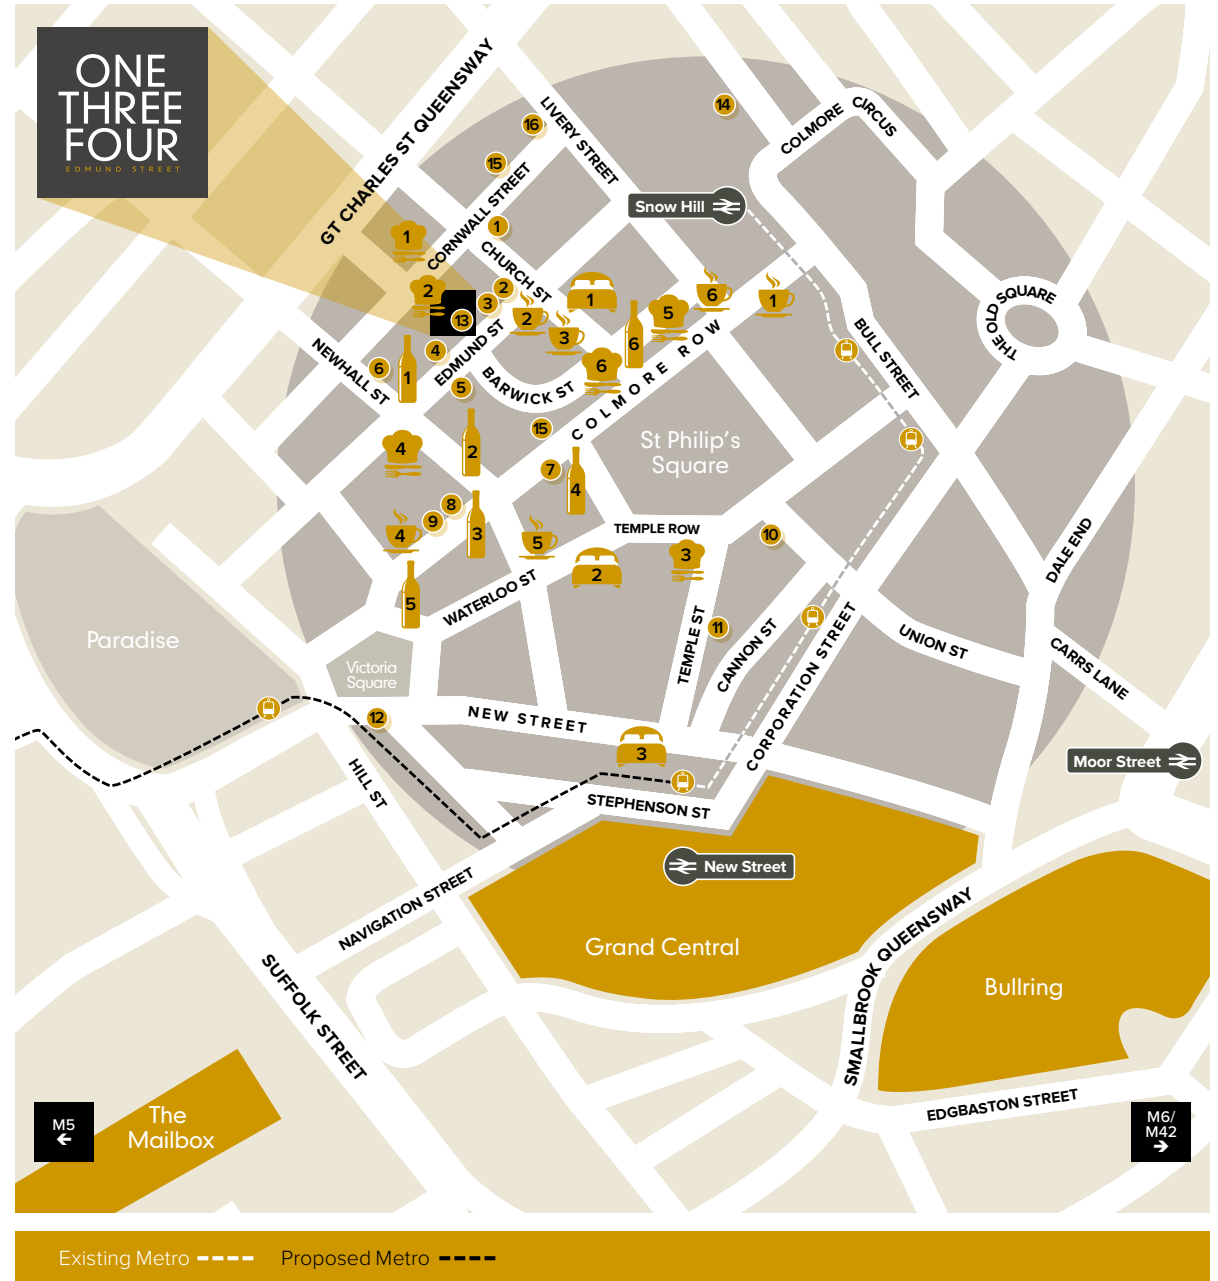 ONE
THREE
FOUR
EDMUND STREET
GT CHARLES ST QUEENSWAY
LIVERY STREET
COLMORE
CIRCUS
14
16
15
CORNWALL STREET
Snow Hill
1
1
CHURCH ST
2
2
3
13
1
2
3
6
5
6
1
THE OLD SQUARE
NEWHALL ST
4
EDMUND ST
6
1
5
BARWICK ST
6
COLMORE ROW
BULL STREET
15
4
2
7
4
St Philip's
Square
8
9
4
3
5
TEMPLE ROW
10
3
2
DALE END
5
WATERLOO ST
Paradise
TEMPLE ST
11
CANNON ST
CORPORATION STREET
UNION ST
CARRS LANE
Victoria
Square
12
NEW STREET
3
Moor Street
HILL ST
STEPHENSON ST
New Street
NAVIGATION STREET
Grand Central
SMALLBROOK QUEENSWAY
Bullring
SUFFOLK STREET
EDGBASTON STREET
The
Mailbox
M5
M6/
M42
Existing Metro
Proposed Metro